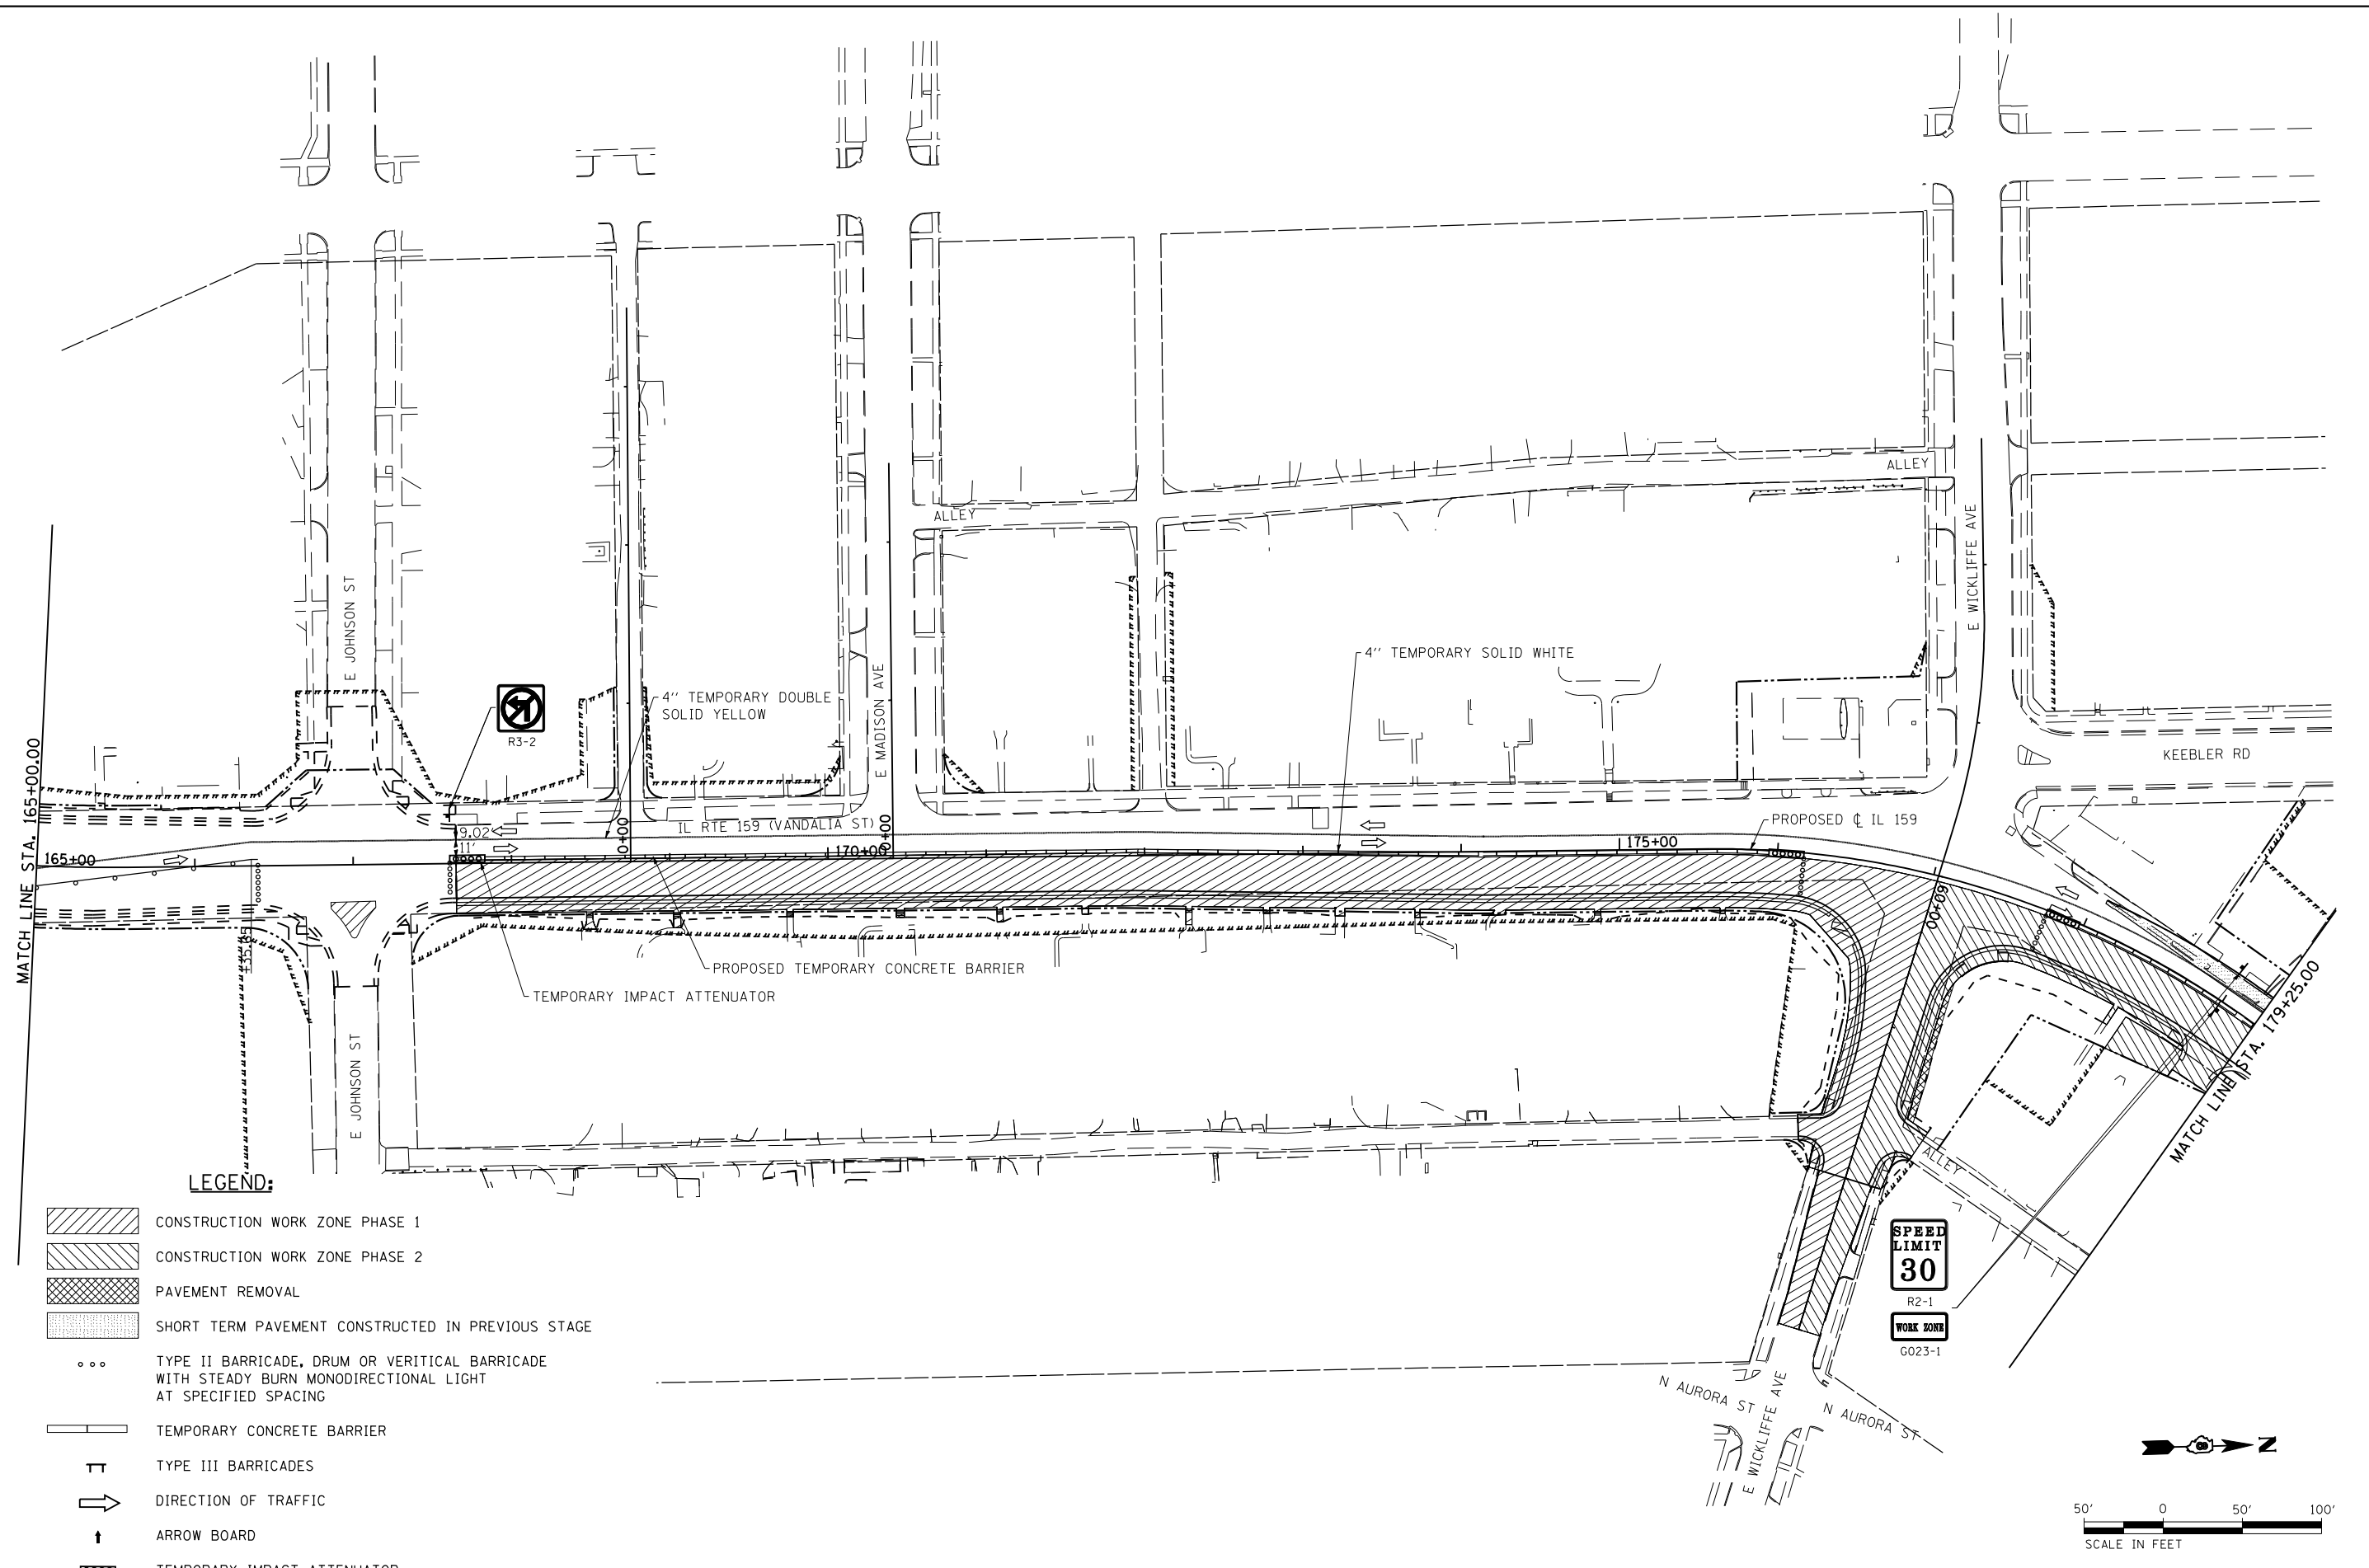 ALLEY
ALLEY
E WICKLIFFE AVE
E JOHNSON ST
4'' TEMPORARY SOLID WHITE
R3-2
4'' TEMPORARY DOUBLE
SOLID YELLOW
E MADISON AVE
KEEBLER RD
MATCH LINE STA. 165+00.00
9.02'
11'
IL RTE 159 (VANDALIA ST)
0+00
0+00
PROPOSED ℄ IL 159
165+00
170+00
175+00
60+00
+35.65
PROPOSED TEMPORARY CONCRETE BARRIER
TEMPORARY IMPACT ATTENUATOR
E JOHNSON ST
MATCH LINE STA. 179+25.00
ALLEY
LEGEND:
CONSTRUCTION WORK ZONE PHASE 1
CONSTRUCTION WORK ZONE PHASE 2
PAVEMENT REMOVAL
SHORT TERM PAVEMENT CONSTRUCTED IN PREVIOUS STAGE
TYPE II BARRICADE, DRUM OR VERITICAL BARRICADE
WITH STEADY BURN MONODIRECTIONAL LIGHT
AT SPECIFIED SPACING
TEMPORARY CONCRETE BARRIER
TYPE III BARRICADES
DIRECTION OF TRAFFIC
ARROW BOARD
TEMPORARY IMPACT ATTENUATOR
SPEED
LIMIT
30
R2-1
WORK ZONE
G023-1
N AURORA ST
E WICKLIFFE AVE
N AURORA ST
N
50' 0 50' 100'
SCALE IN FEET